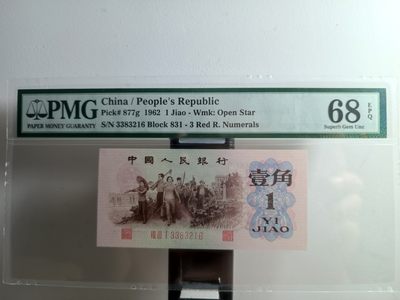 PMG
PAPER MONEY GUARANTY
China / People's Republic
Pick# 877g 1962 1 Jiao - Wmk: Open Star
S/N 3383216 Block 831 - 3 Red R. Numerals
68 EPQ
Superb Gem Unc
中國人民銀行
壹角
1
YI
JIAO
3383216